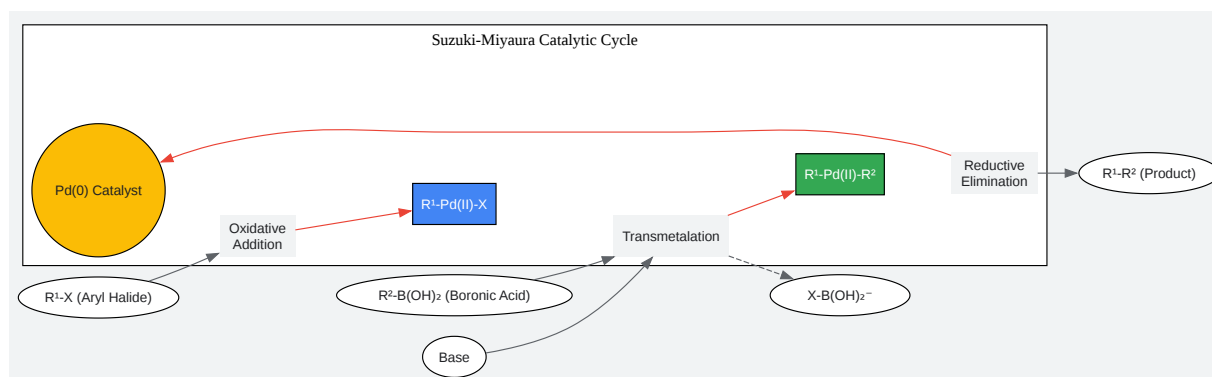 Suzuki-Miyaura Catalytic Cycle
Pd(0) Catalyst
Oxidative
Addition
R¹-Pd(II)-X
Transmetalation
R¹-Pd(II)-R²
Reductive
Elimination
R¹-R² (Product)
R¹-X (Aryl Halide)
R²-B(OH)₂ (Boronic Acid)
X-B(OH)₂⁻
Base